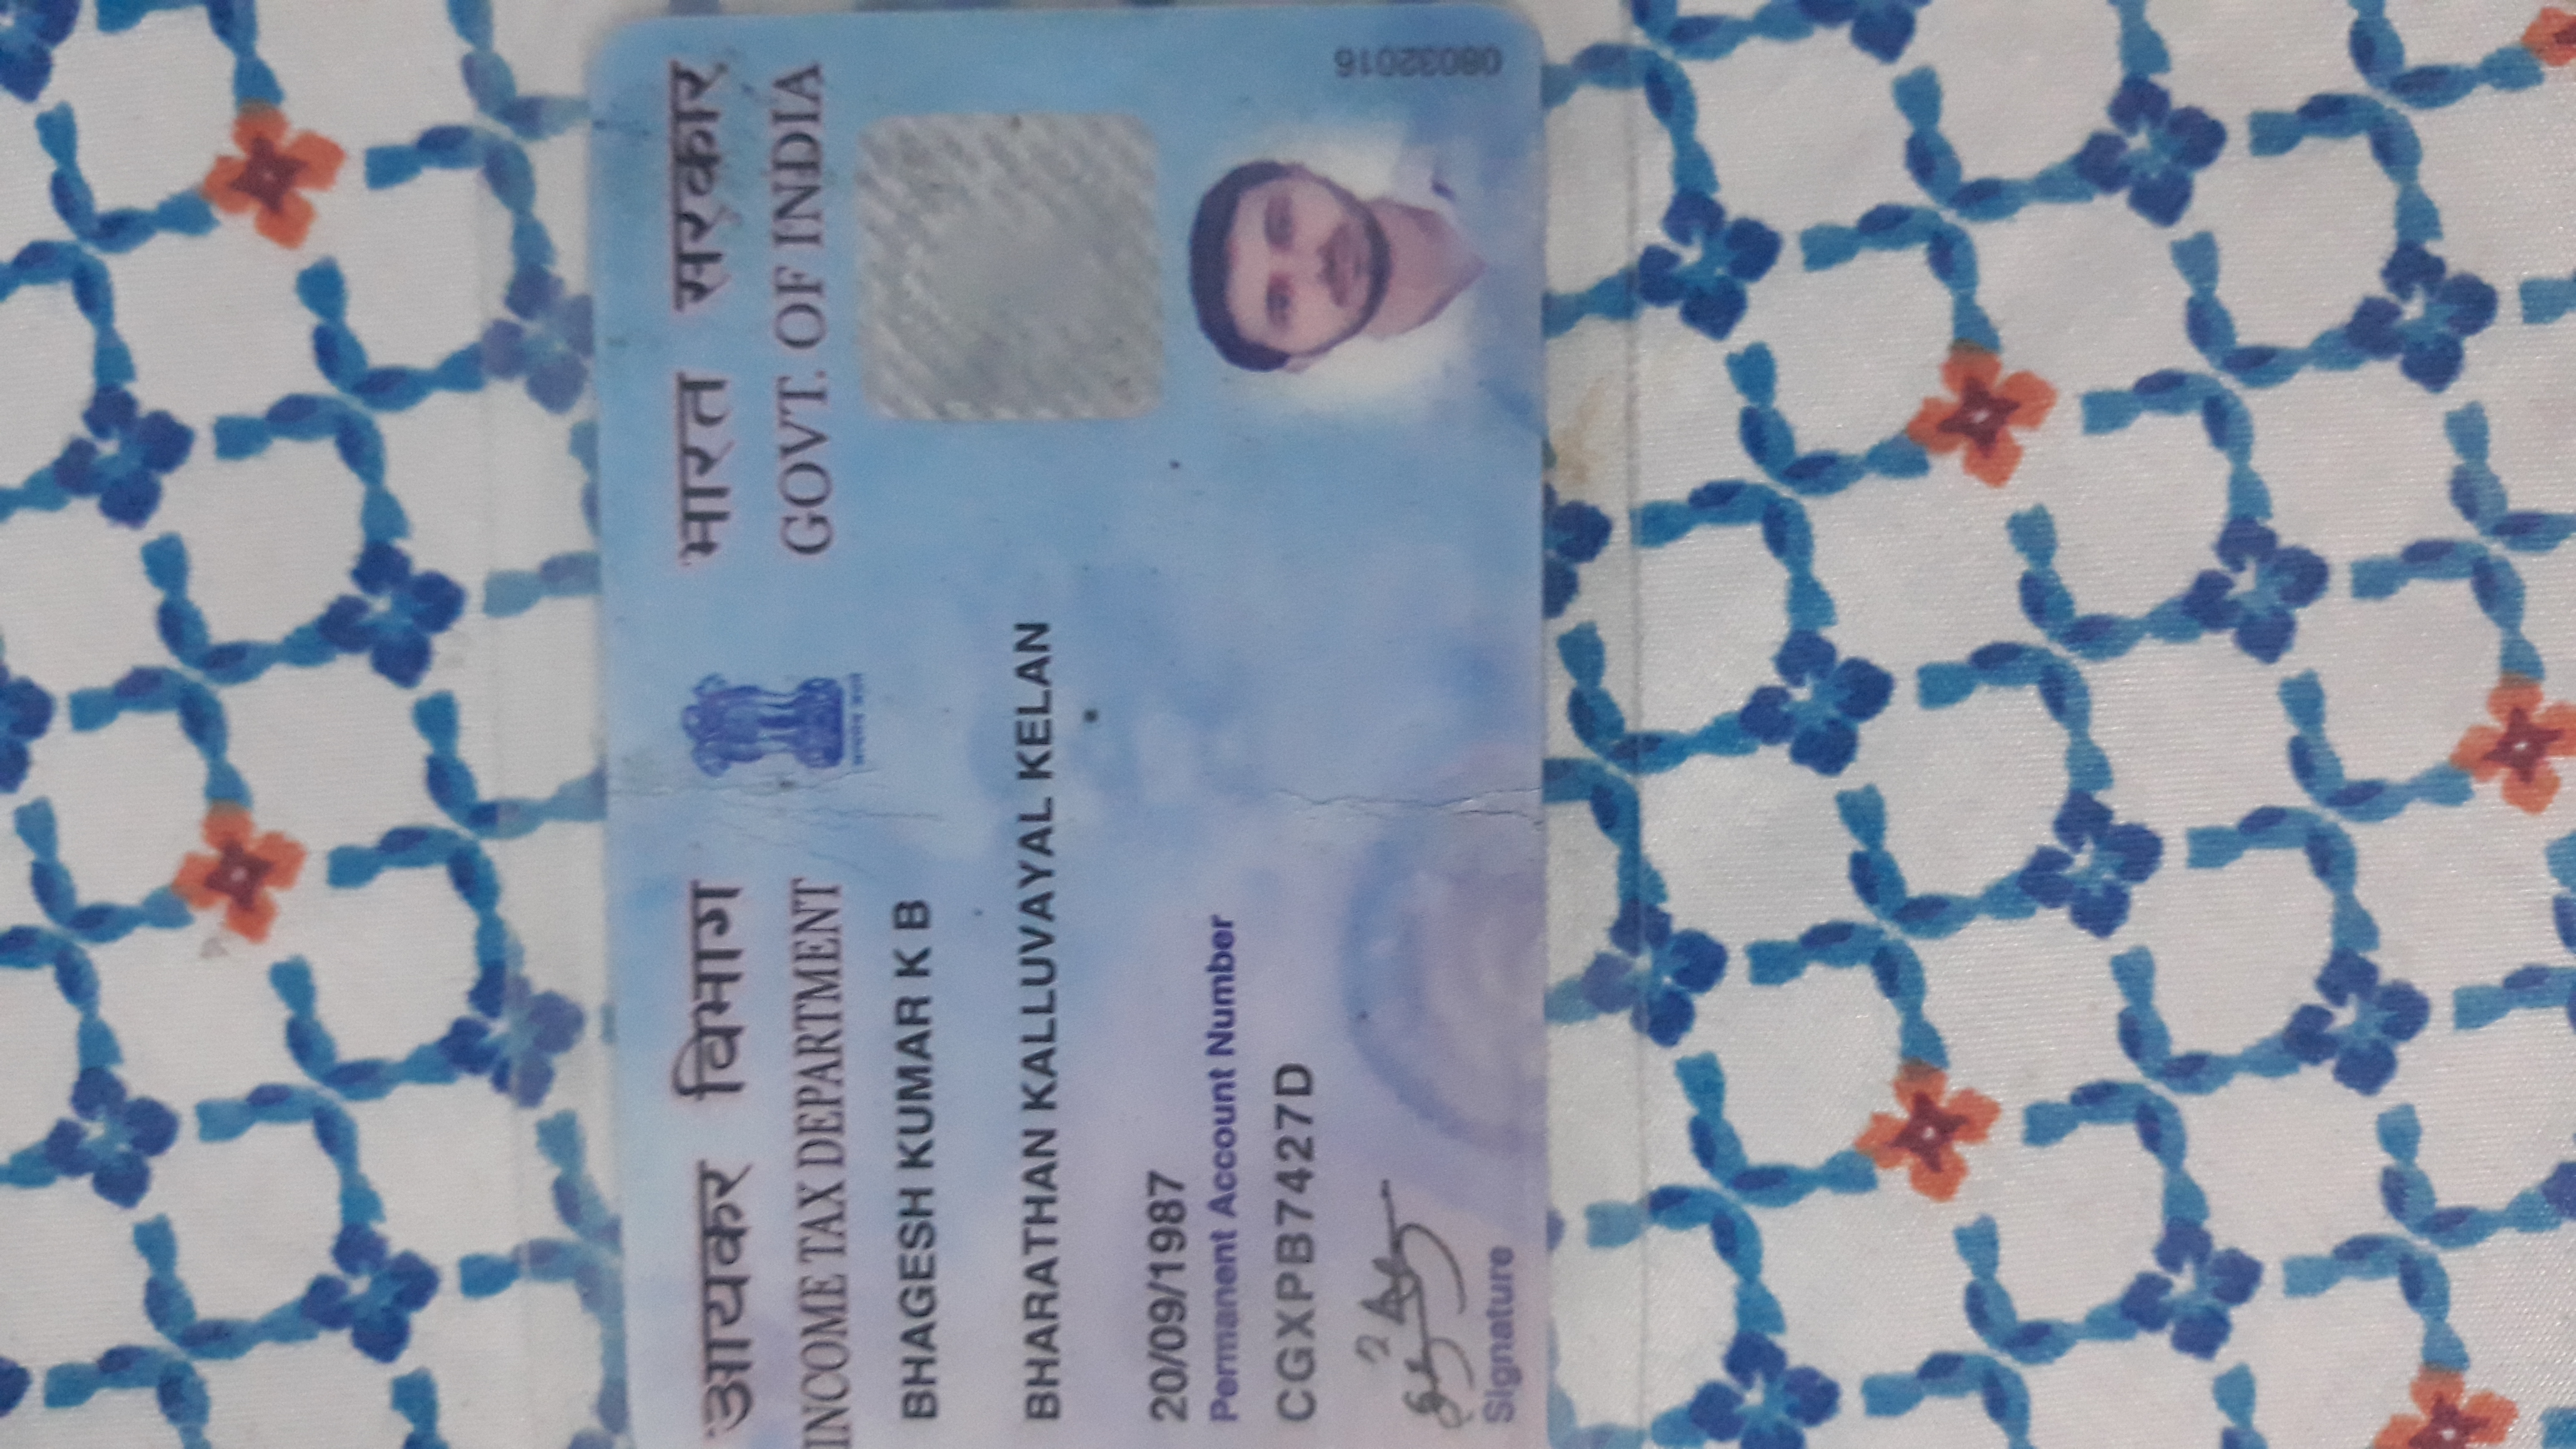 आयकर विभाग
INCOME TAX DEPARTMENT
भारत सरकार
GOVT. OF INDIA
BHAGESH KUMAR K B
BHARATHAN KALLUVAYAL KELAN
20/09/1987
Permanent Account Number
CGXPB7427D
Signature
08032016